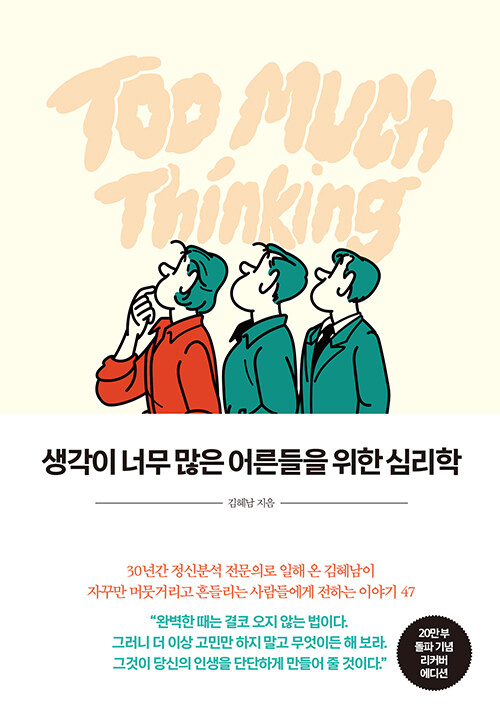 TOO MUCH
Thinking
생각이 너무 많은 어른들을 위한 심리학
김혜남 지음
30년간 정신분석 전문의로 일해 온 김혜남이
자꾸만 머뭇거리고 흔들리는 사람들에게 전하는 이야기 47
“완벽한 때는 결코 오지 않는 법이다.
그러니 더 이상 고민만 하지 말고 무엇이든 해 보라.
그것이 당신의 인생을 단단하게 만들어 줄 것이다.”
20만 부
돌파 기념
리커버
에디션